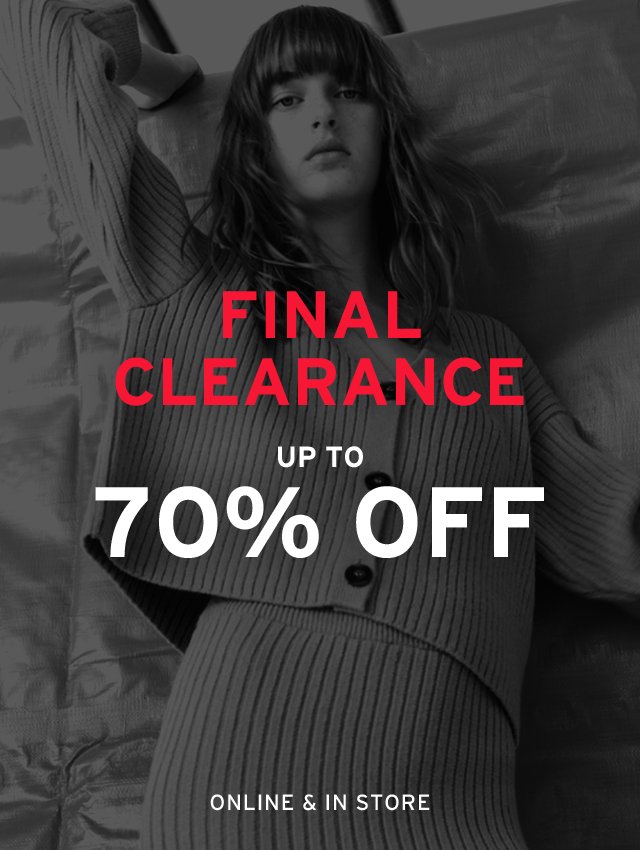 FINAL
CLEARANCE
UP TO
70% OFF
ONLINE & IN STORE